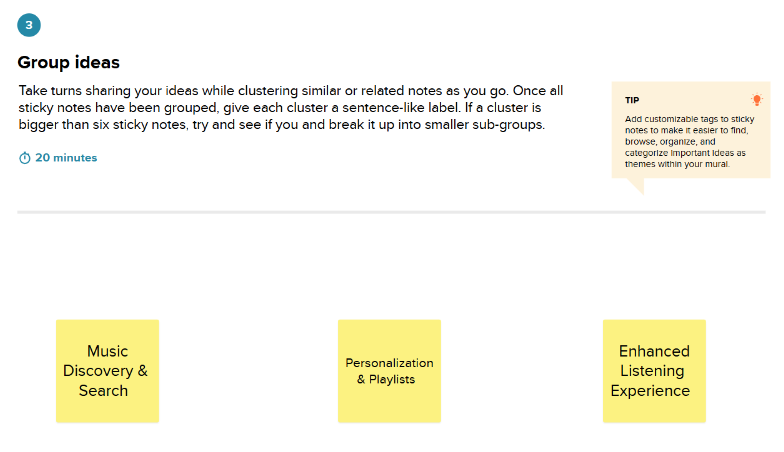 3
Group ideas
Take turns sharing your ideas while clustering similar or related notes as you go. Once all
sticky notes have been grouped, give each cluster a sentence-like label. If a cluster is
bigger than six sticky notes, try and see if you and break it up into smaller sub-groups.
20 minutes
TIP
Add customizable tags to sticky
notes to make it easier to find,
browse, organize, and
categorize important ideas as
themes within your mural.
Music
Discovery &
Search
Personalization
& Playlists
Enhanced
Listening
Experience